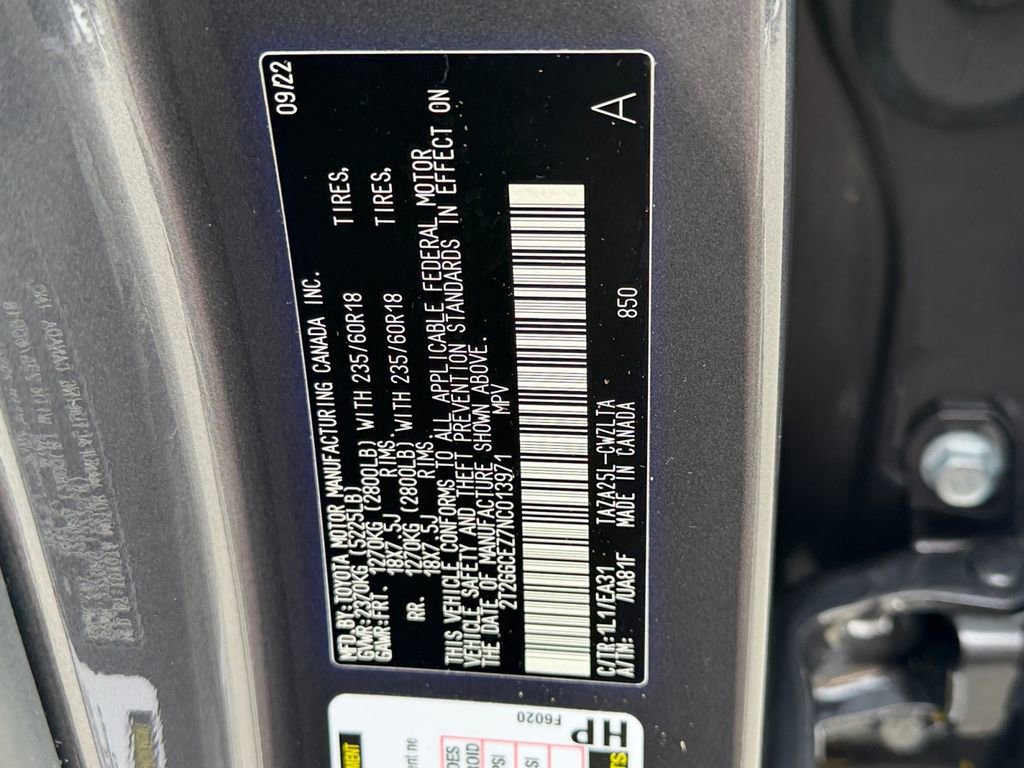 MFD.BY:TOYOTA MOTOR MANUFACTURING CANADA INC. 09/22
GVWR:2370KG (5225LB)
GAWR:FRT. 1270KG (2800LB) WITH 235/60R18 TIRES,
18X7.5J RIMS.
RR. 1270KG (2800LB) WITH 235/60R18 TIRES,
18X7.5J RIMS.
THIS VEHICLE CONFORMS TO ALL APPLICABLE FEDERAL MOTOR
VEHICLE SAFETY AND THEFT PREVENTION STANDARDS IN EFFECT ON
THE DATE OF MANUFACTURE SHOWN ABOVE.
2T2GGCEZ7NC013971 MPV
C/TR:1L1/EA31 TAZA25L-CWZLTA 850 A
A/TM: /UA81F MADE IN CANADA
F6020
HP